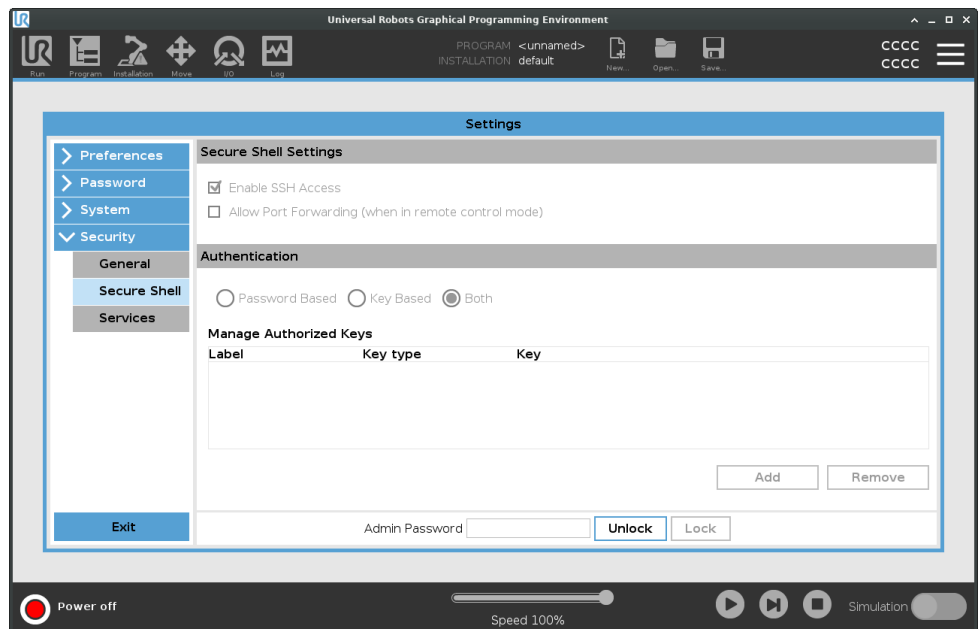 Universal Robots Graphical Programming Environment
UR
Run
Program
Installation
Move
I/O
Log
PROGRAM <unnamed>
INSTALLATION default
New...
Open...
Save...
CCCC
CCCC
Settings
Preferences
Password
System
Security
General
Secure Shell
Services
Exit
Secure Shell Settings
Enable SSH Access
Allow Port Forwarding (when in remote control mode)
Authentication
Password Based Key Based Both
Manage Authorized Keys
Label Key type Key
Add Remove
Admin Password Unlock Lock
Power off
Speed 100%
Simulation